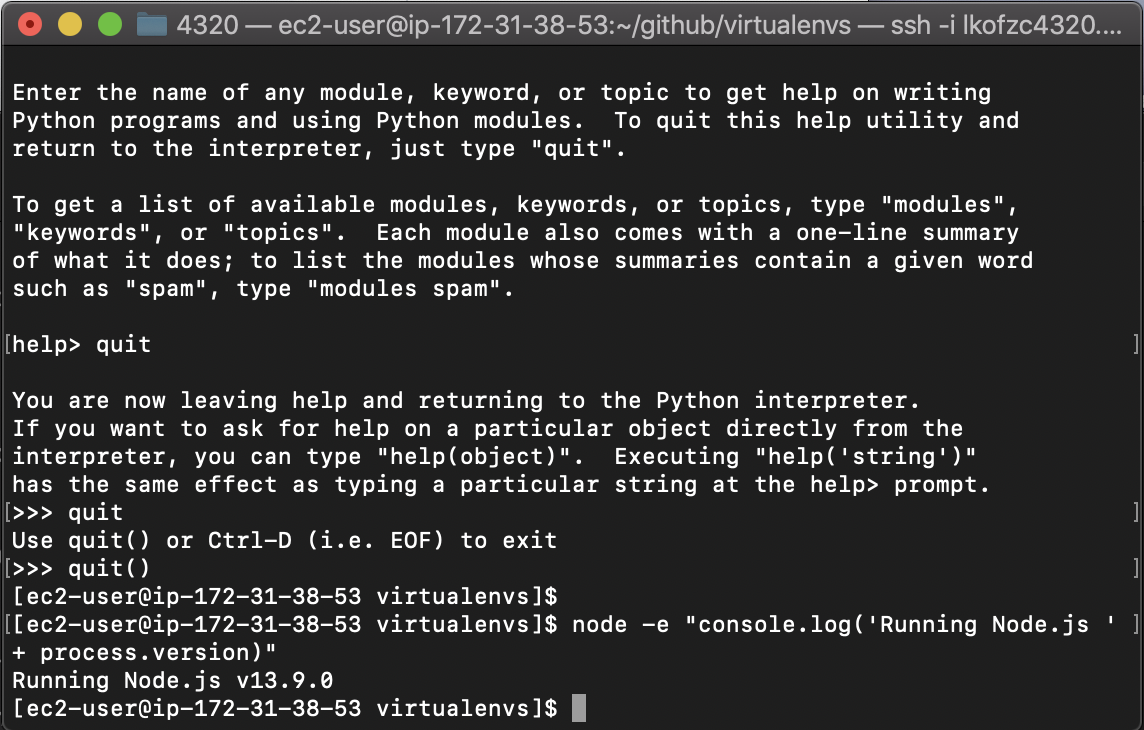 4320 — ec2-user@ip-172-31-38-53:~/github/virtualenvs — ssh -i lkofzc4320....
Enter the name of any module, keyword, or topic to get help on writing
Python programs and using Python modules.  To quit this help utility and
return to the interpreter, just type "quit".
To get a list of available modules, keywords, or topics, type "modules",
"keywords", or "topics".  Each module also comes with a one-line summary
of what it does; to list the modules whose summaries contain a given word
such as "spam", type "modules spam".
[help> quit ]
You are now leaving help and returning to the Python interpreter.
If you want to ask for help on a particular object directly from the
interpreter, you can type "help(object)".  Executing "help('string')"
has the same effect as typing a particular string at the help> prompt.
[>>> quit ]
Use quit() or Ctrl-D (i.e. EOF) to exit
[>>> quit() ]
[ec2-user@ip-172-31-38-53 virtualenvs]$
[[ec2-user@ip-172-31-38-53 virtualenvs]$ node -e "console.log('Running Node.js ' ]
+ process.version)"
Running Node.js v13.9.0
[ec2-user@ip-172-31-38-53 virtualenvs]$